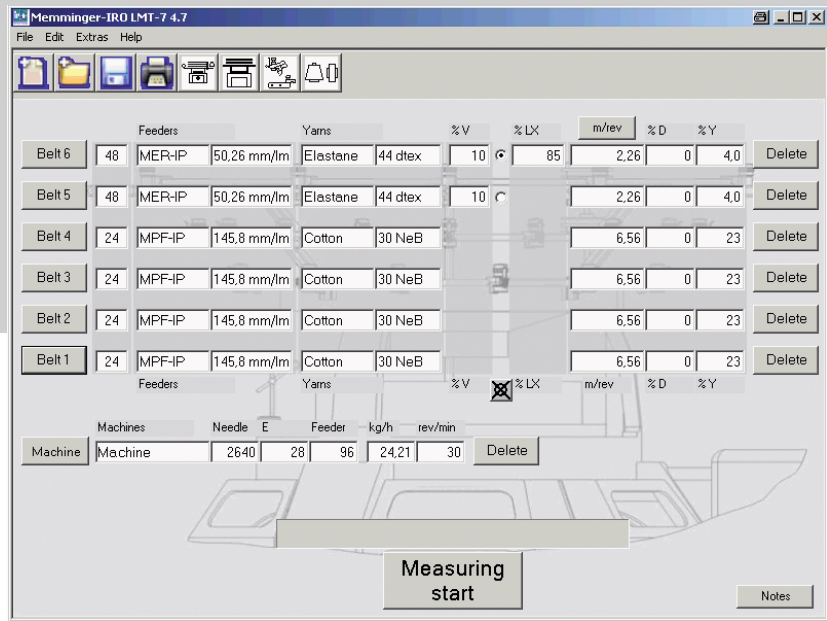 Memminger-IRO LMT-7 4.7
File Edit Extras Help
Feeders Yarns %V %LX m/rev %D %Y
Belt 6 48 MER-IP 50,26 mm/lm Elastane 44 dtex 10 85 2,26 0 4,0 Delete
Belt 5 48 MER-IP 50,26 mm/lm Elastane 44 dtex 10 2,26 0 4,0 Delete
Belt 4 24 MPF-IP 145,8 mm/lm Cotton 30 NeB 6,56 0 23 Delete
Belt 3 24 MPF-IP 145,8 mm/lm Cotton 30 NeB 6,56 0 23 Delete
Belt 2 24 MPF-IP 145,8 mm/lm Cotton 30 NeB 6,56 0 23 Delete
Belt 1 24 MPF-IP 145,8 mm/lm Cotton 30 NeB 6,56 0 23 Delete
Feeders Yarns %V %LX m/rev %D %Y
Machines Needle E Feeder kg/h rev/min
Machine Machine 2640 28 96 24,21 30 Delete
Measuring
start
Notes